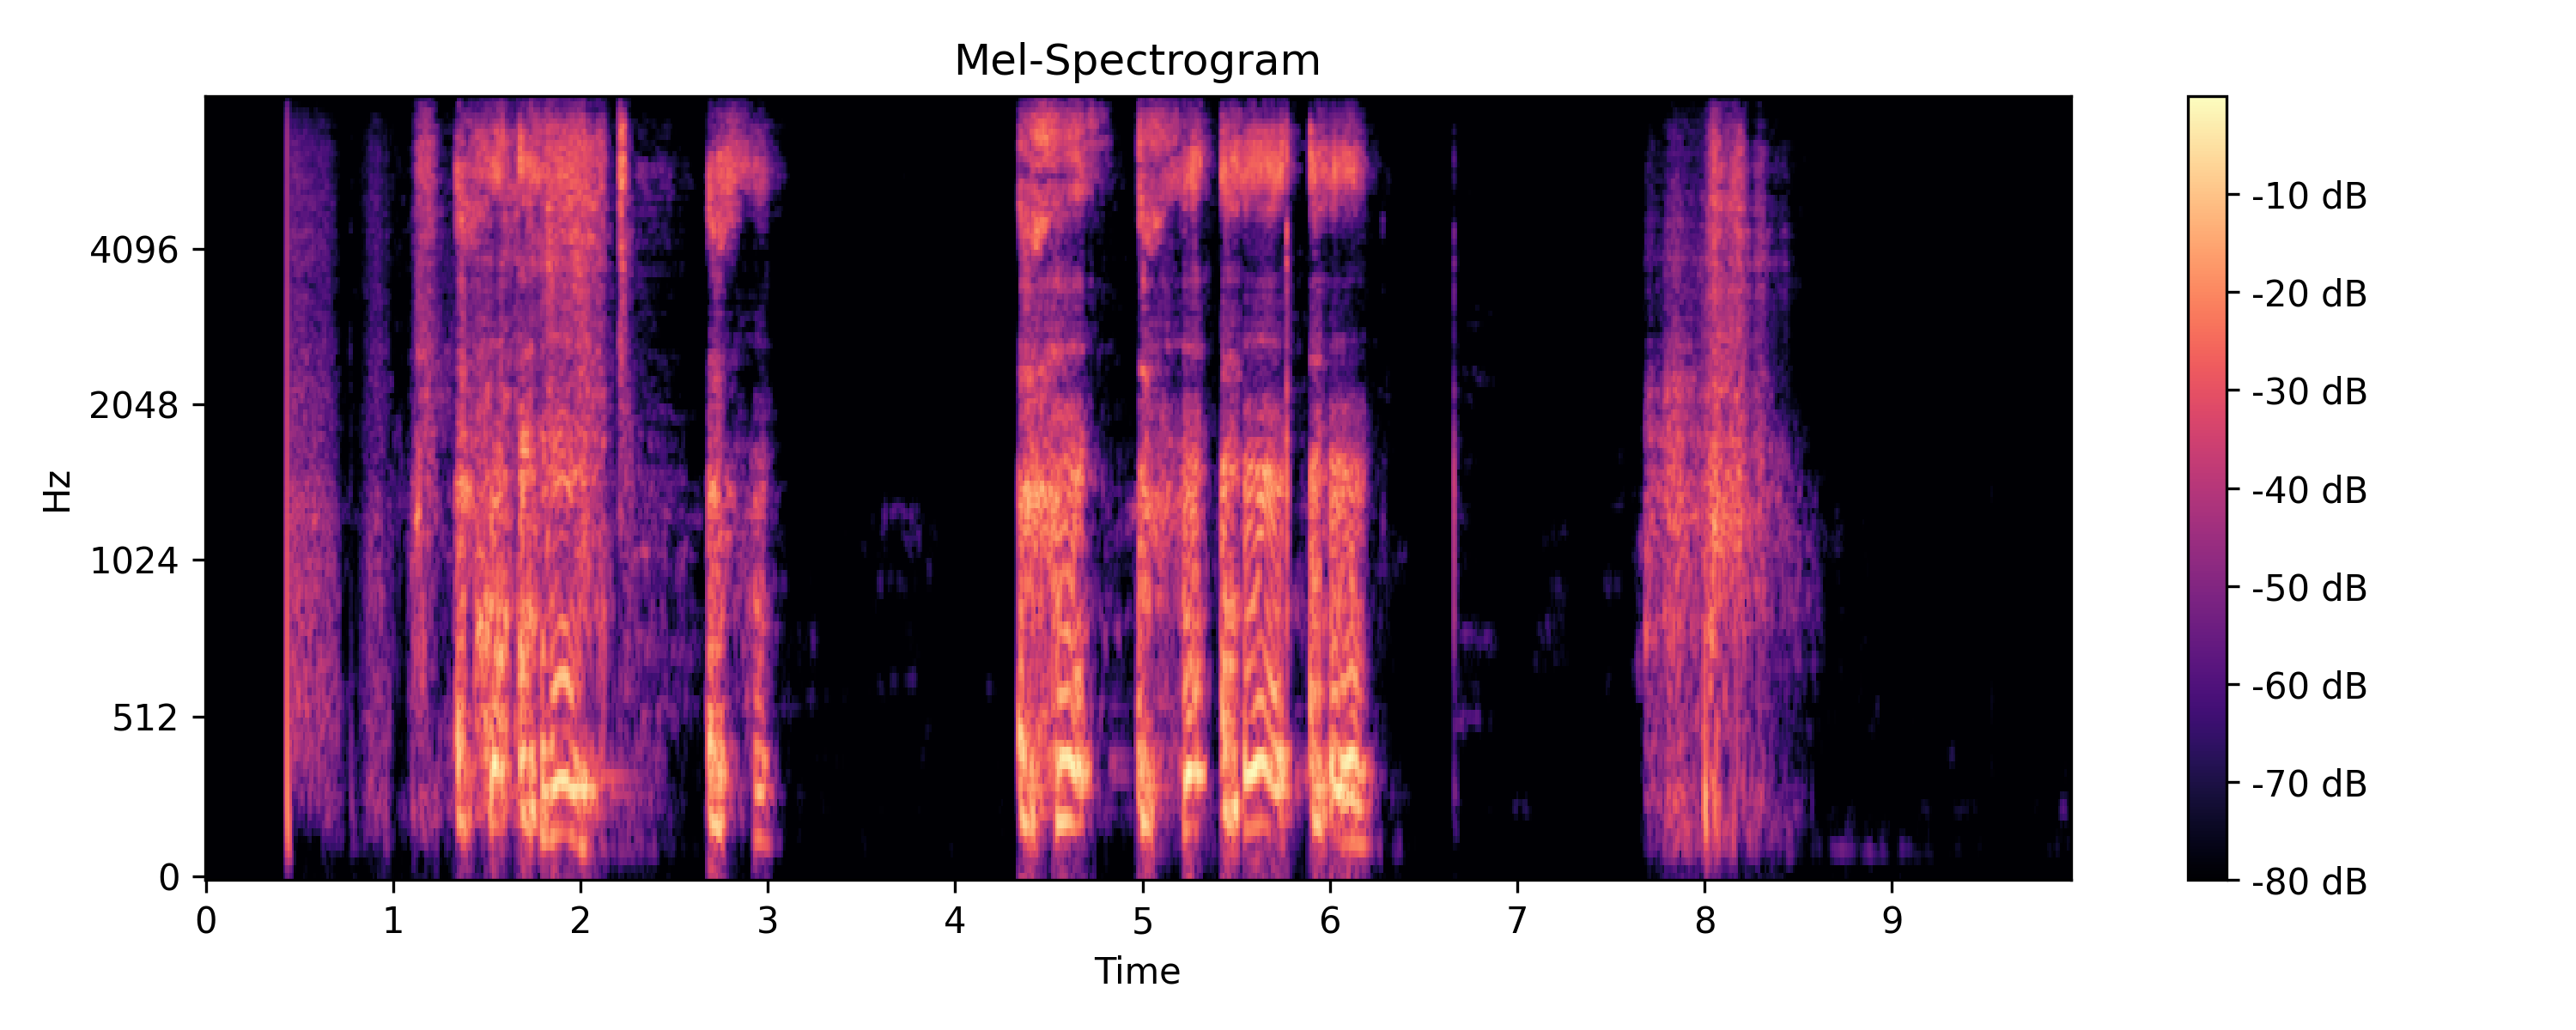 Mel-Spectrogram
Hz
4096
2048
1024
512
0
0 1 2 3 4 5 6 7 8 9
Time
-10 dB
-20 dB
-30 dB
-40 dB
-50 dB
-60 dB
-70 dB
-80 dB